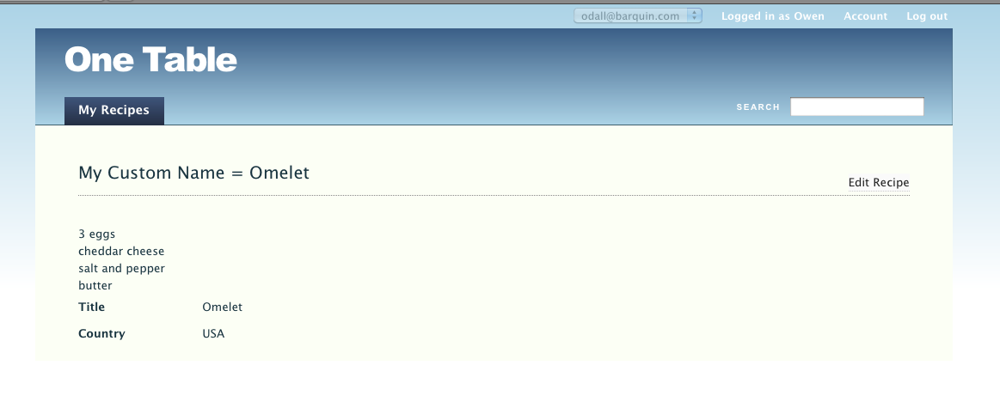 odall@barquin.com Logged in as Owen Account Log out
One Table
My Recipes SEARCH
My Custom Name = Omelet
Edit Recipe
3 eggs
cheddar cheese
salt and pepper
butter
Title Omelet
Country USA